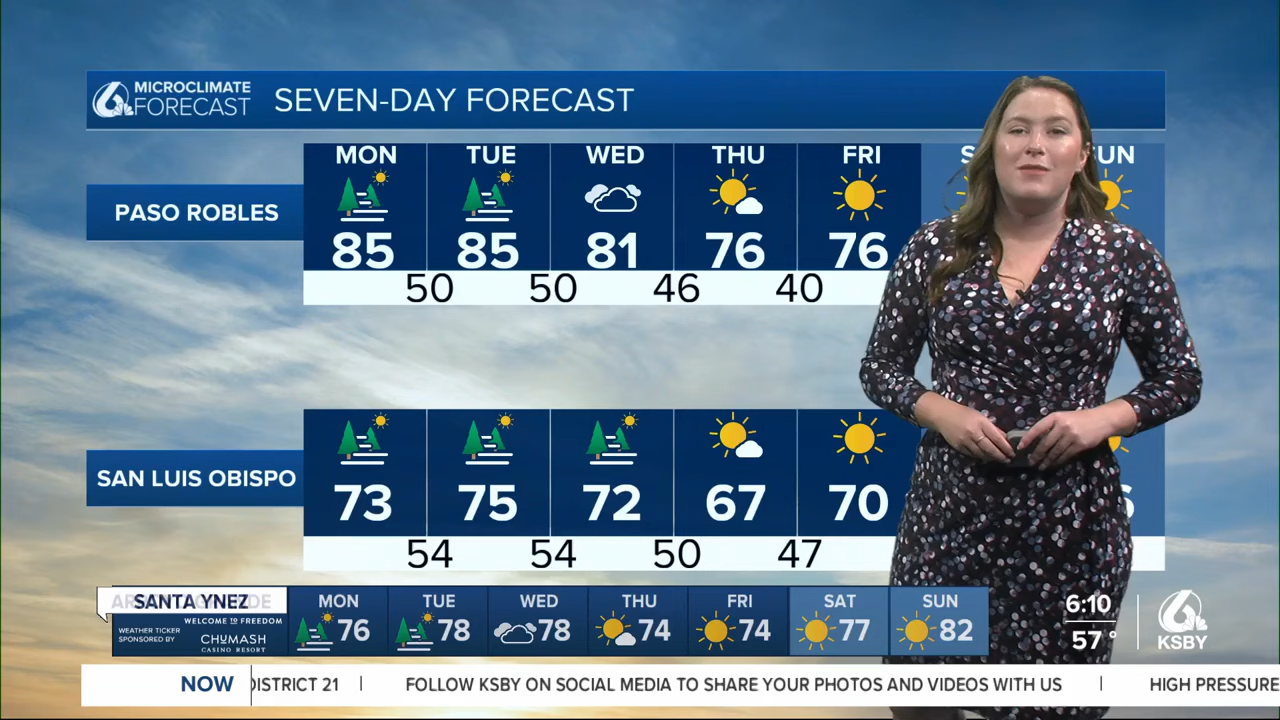 MICROCLIMATE
FORECAST
SEVEN-DAY FORECAST
MON TUE WED THU FRI
PASO ROBLES
85 85 81 76 76
50 50 46 40
SAN LUIS OBISPO
73 75 72 67 70
54 54 50 47
SANTA YNEZ
WELCOME TO FREEDOM
WEATHER TICKER
SPONSORED BY
CHUMASH
CASINO RESORT
MON TUE WED THU FRI SAT SUN
76 78 78 74 74 77 82
6:10
57°
6
KSBY
NOW DISTRICT 21 | FOLLOW KSBY ON SOCIAL MEDIA TO SHARE YOUR PHOTOS AND VIDEOS WITH US | HIGH PRESSURE